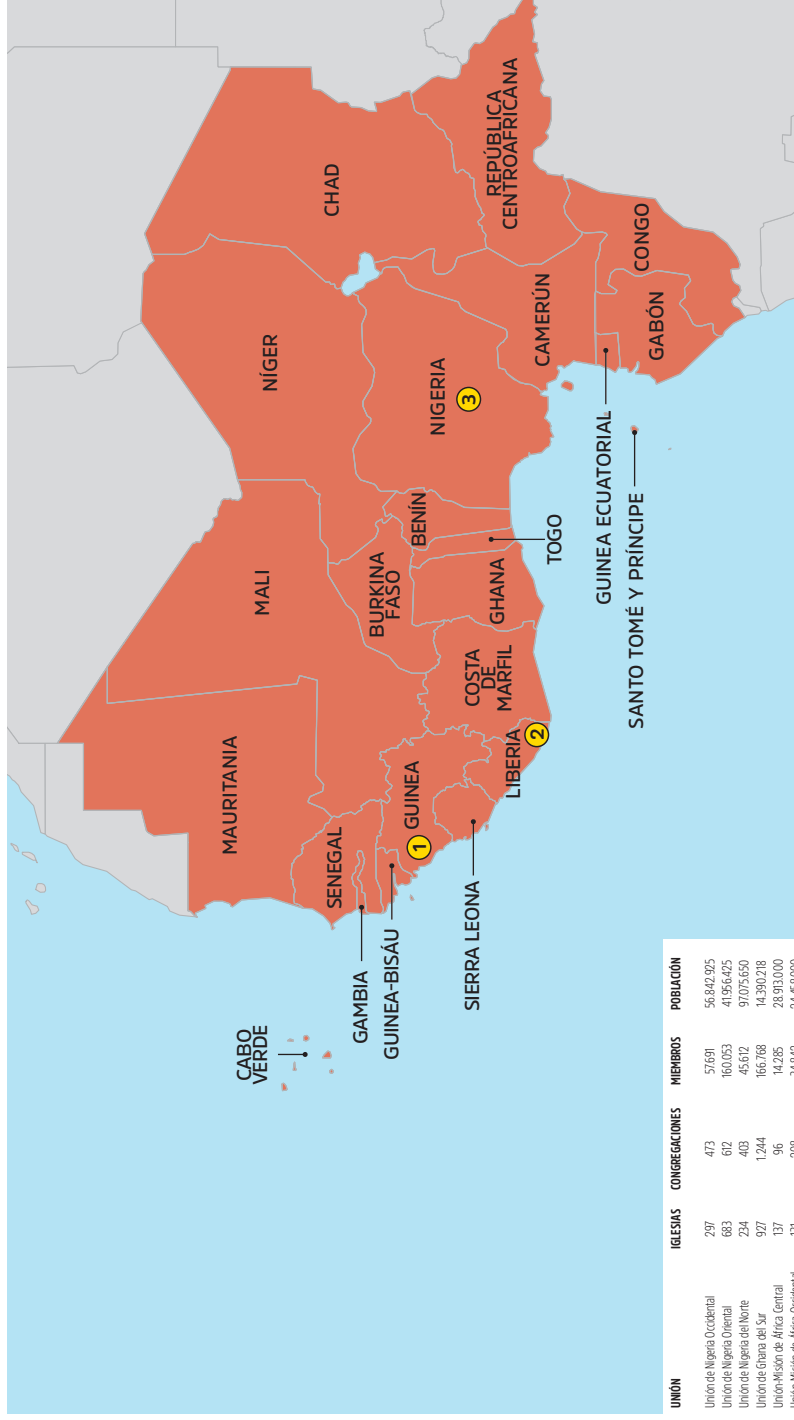 CHAD
REPÚBLICA
CENTROAFRICANA
NÍGER
NIGERIA
3
CAMERÚN
CONGO
GABÓN
MALI
BURKINA
FASO
BENÍN
GHANA
TOGO
GUINEA ECUATORIAL
SANTO TOMÉ Y PRÍNCIPE
COSTA
DE
MARFIL
MAURITANIA
SENEGAL
GUINEA
1
LIBERIA
2
GAMBIA
GUINEA-BISÁU
SIERRA LEONA
CABO
VERDE
UNIÓN IGLESIAS CONGREGACIONES MIEMBROS POBLACIÓN
Unión de Nigeria Occidental 297 473 57.691 56.842.925
Unión de Nigeria Oriental 683 612 160.053 41.956.425
Unión de Nigeria del Norte 234 403 45.612 97.075.650
Unión de Ghana del Sur 927 1.244 166.768 14.390.218
Unión-Misión de África Central 137 96 14.285 28.913.000